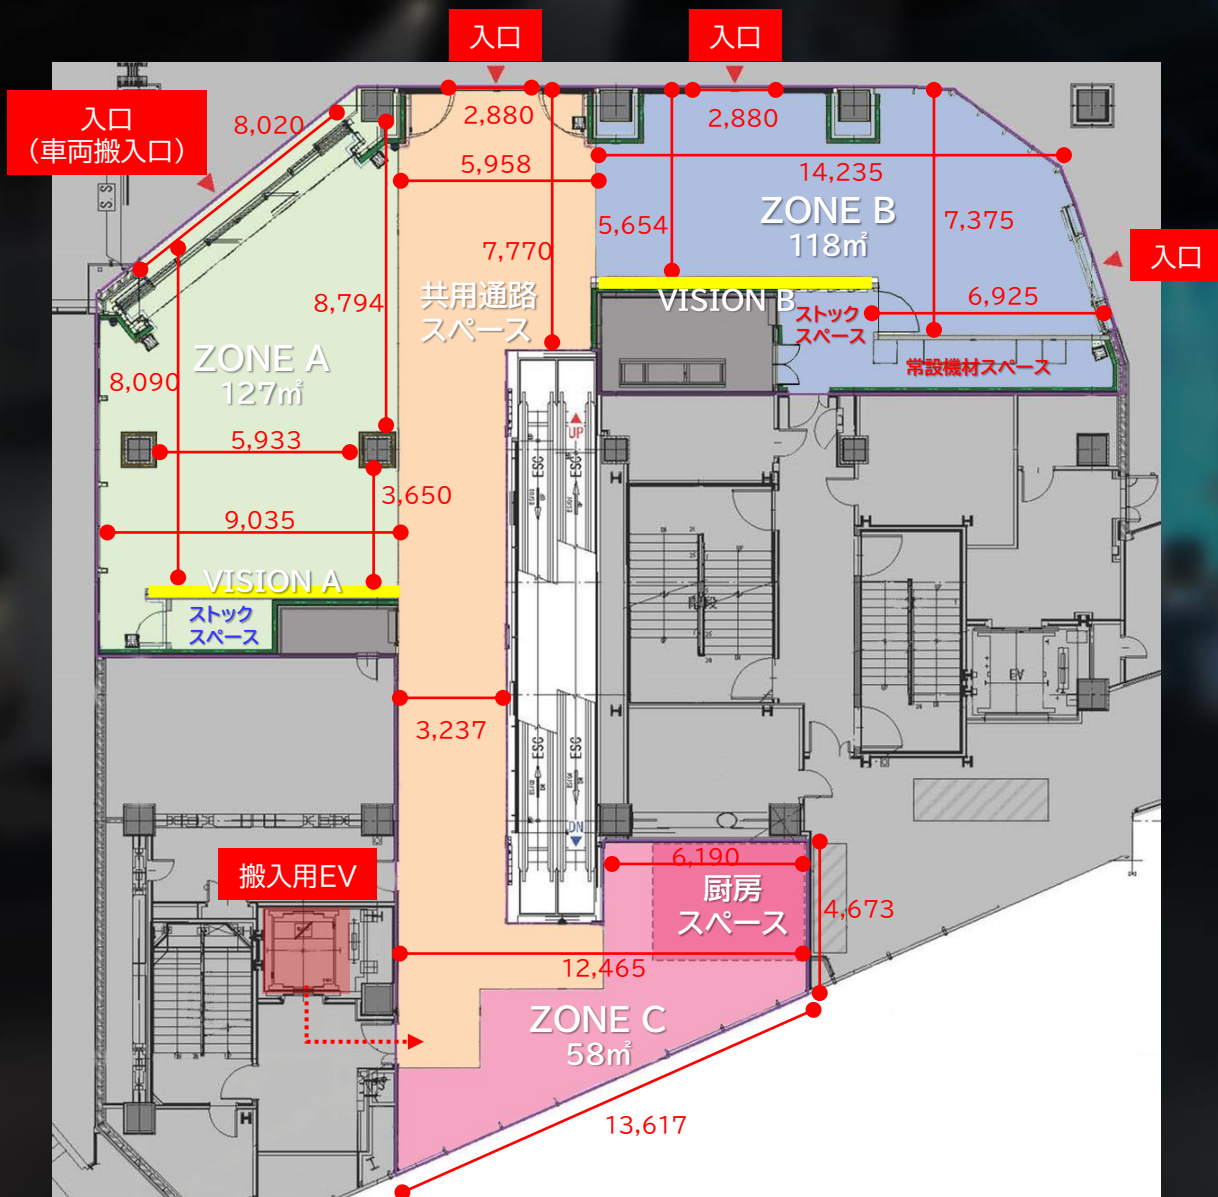 入口
入口
入口
（車両搬入口）
8,020
2,880
2,880
5,958
14,235
ZONE B
118㎡
5,654
7,375
7,770
入口
共用通路
スペース
8,794
VISION B
6,925
ストック
スペース
ZONE A
127㎡
8,090
常設機材スペース
UP
ESC
ESC
5,933
3,650
9,035
VISION A
階段
ストック
スペース
EV
3,237
ESC
ESC
DN
搬入用EV
6,190
厨房
スペース
4,673
12,465
ZONE C
58㎡
13,617